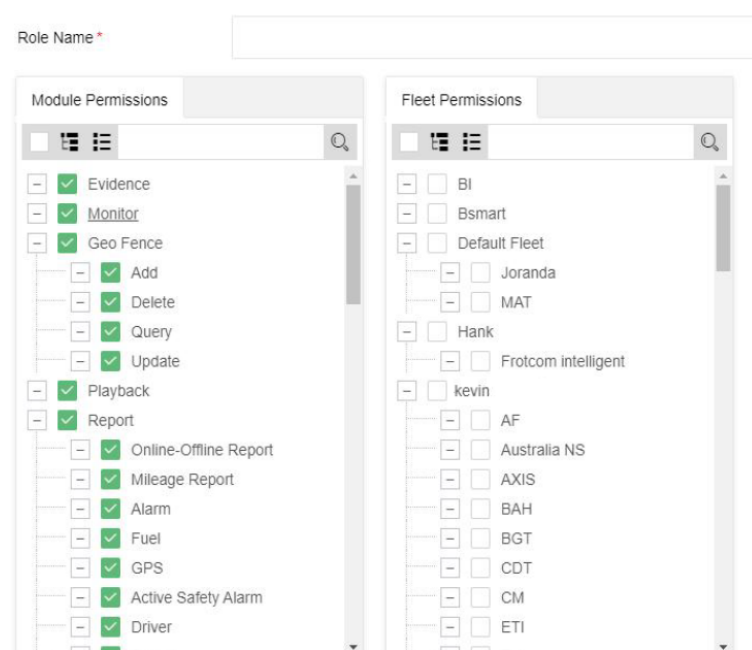 Role Name*
Module Permissions
Evidence
Monitor
Geo Fence
Add
Delete
Query
Update
Playback
Report
Online-Offline Report
Mileage Report
Alarm
Fuel
GPS
Active Safety Alarm
Driver
Fleet Permissions
BI
Bsmart
Default Fleet
Joranda
MAT
Hank
Frotcom intelligent
kevin
AF
Australia NS
AXIS
BAH
BGT
CDT
CM
ETI